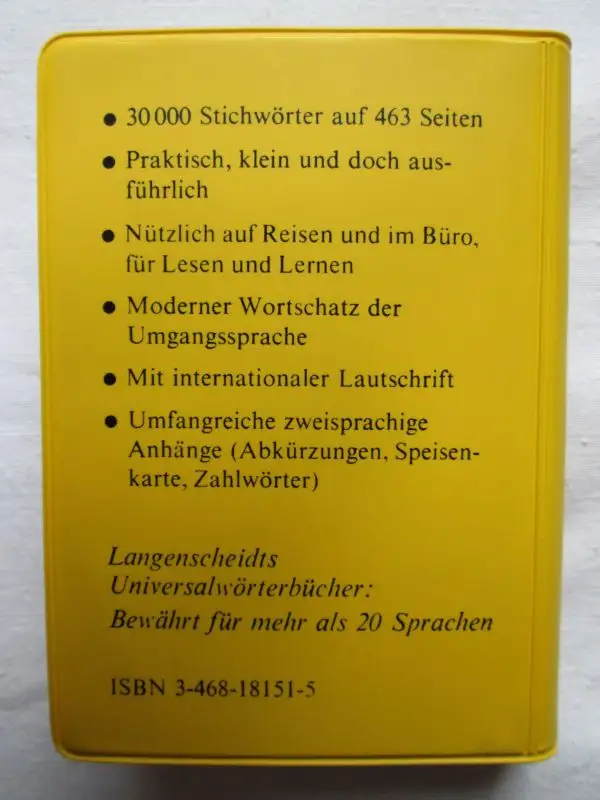 ● 30 000 Stichwörter auf 463 Seiten
● Praktisch, klein und doch aus-
führlich
● Nützlich auf Reisen und im Büro,
für Lesen und Lernen
● Moderner Wortschatz der
Umgangssprache
● Mit internationaler Lautschrift
● Umfangreiche zweisprachige
Anhänge (Abkürzungen, Speisen-
karte, Zahlwörter)
Langenscheidts
Universalwörterbücher:
Bewährt für mehr als 20 Sprachen
ISBN 3-468-18151-5